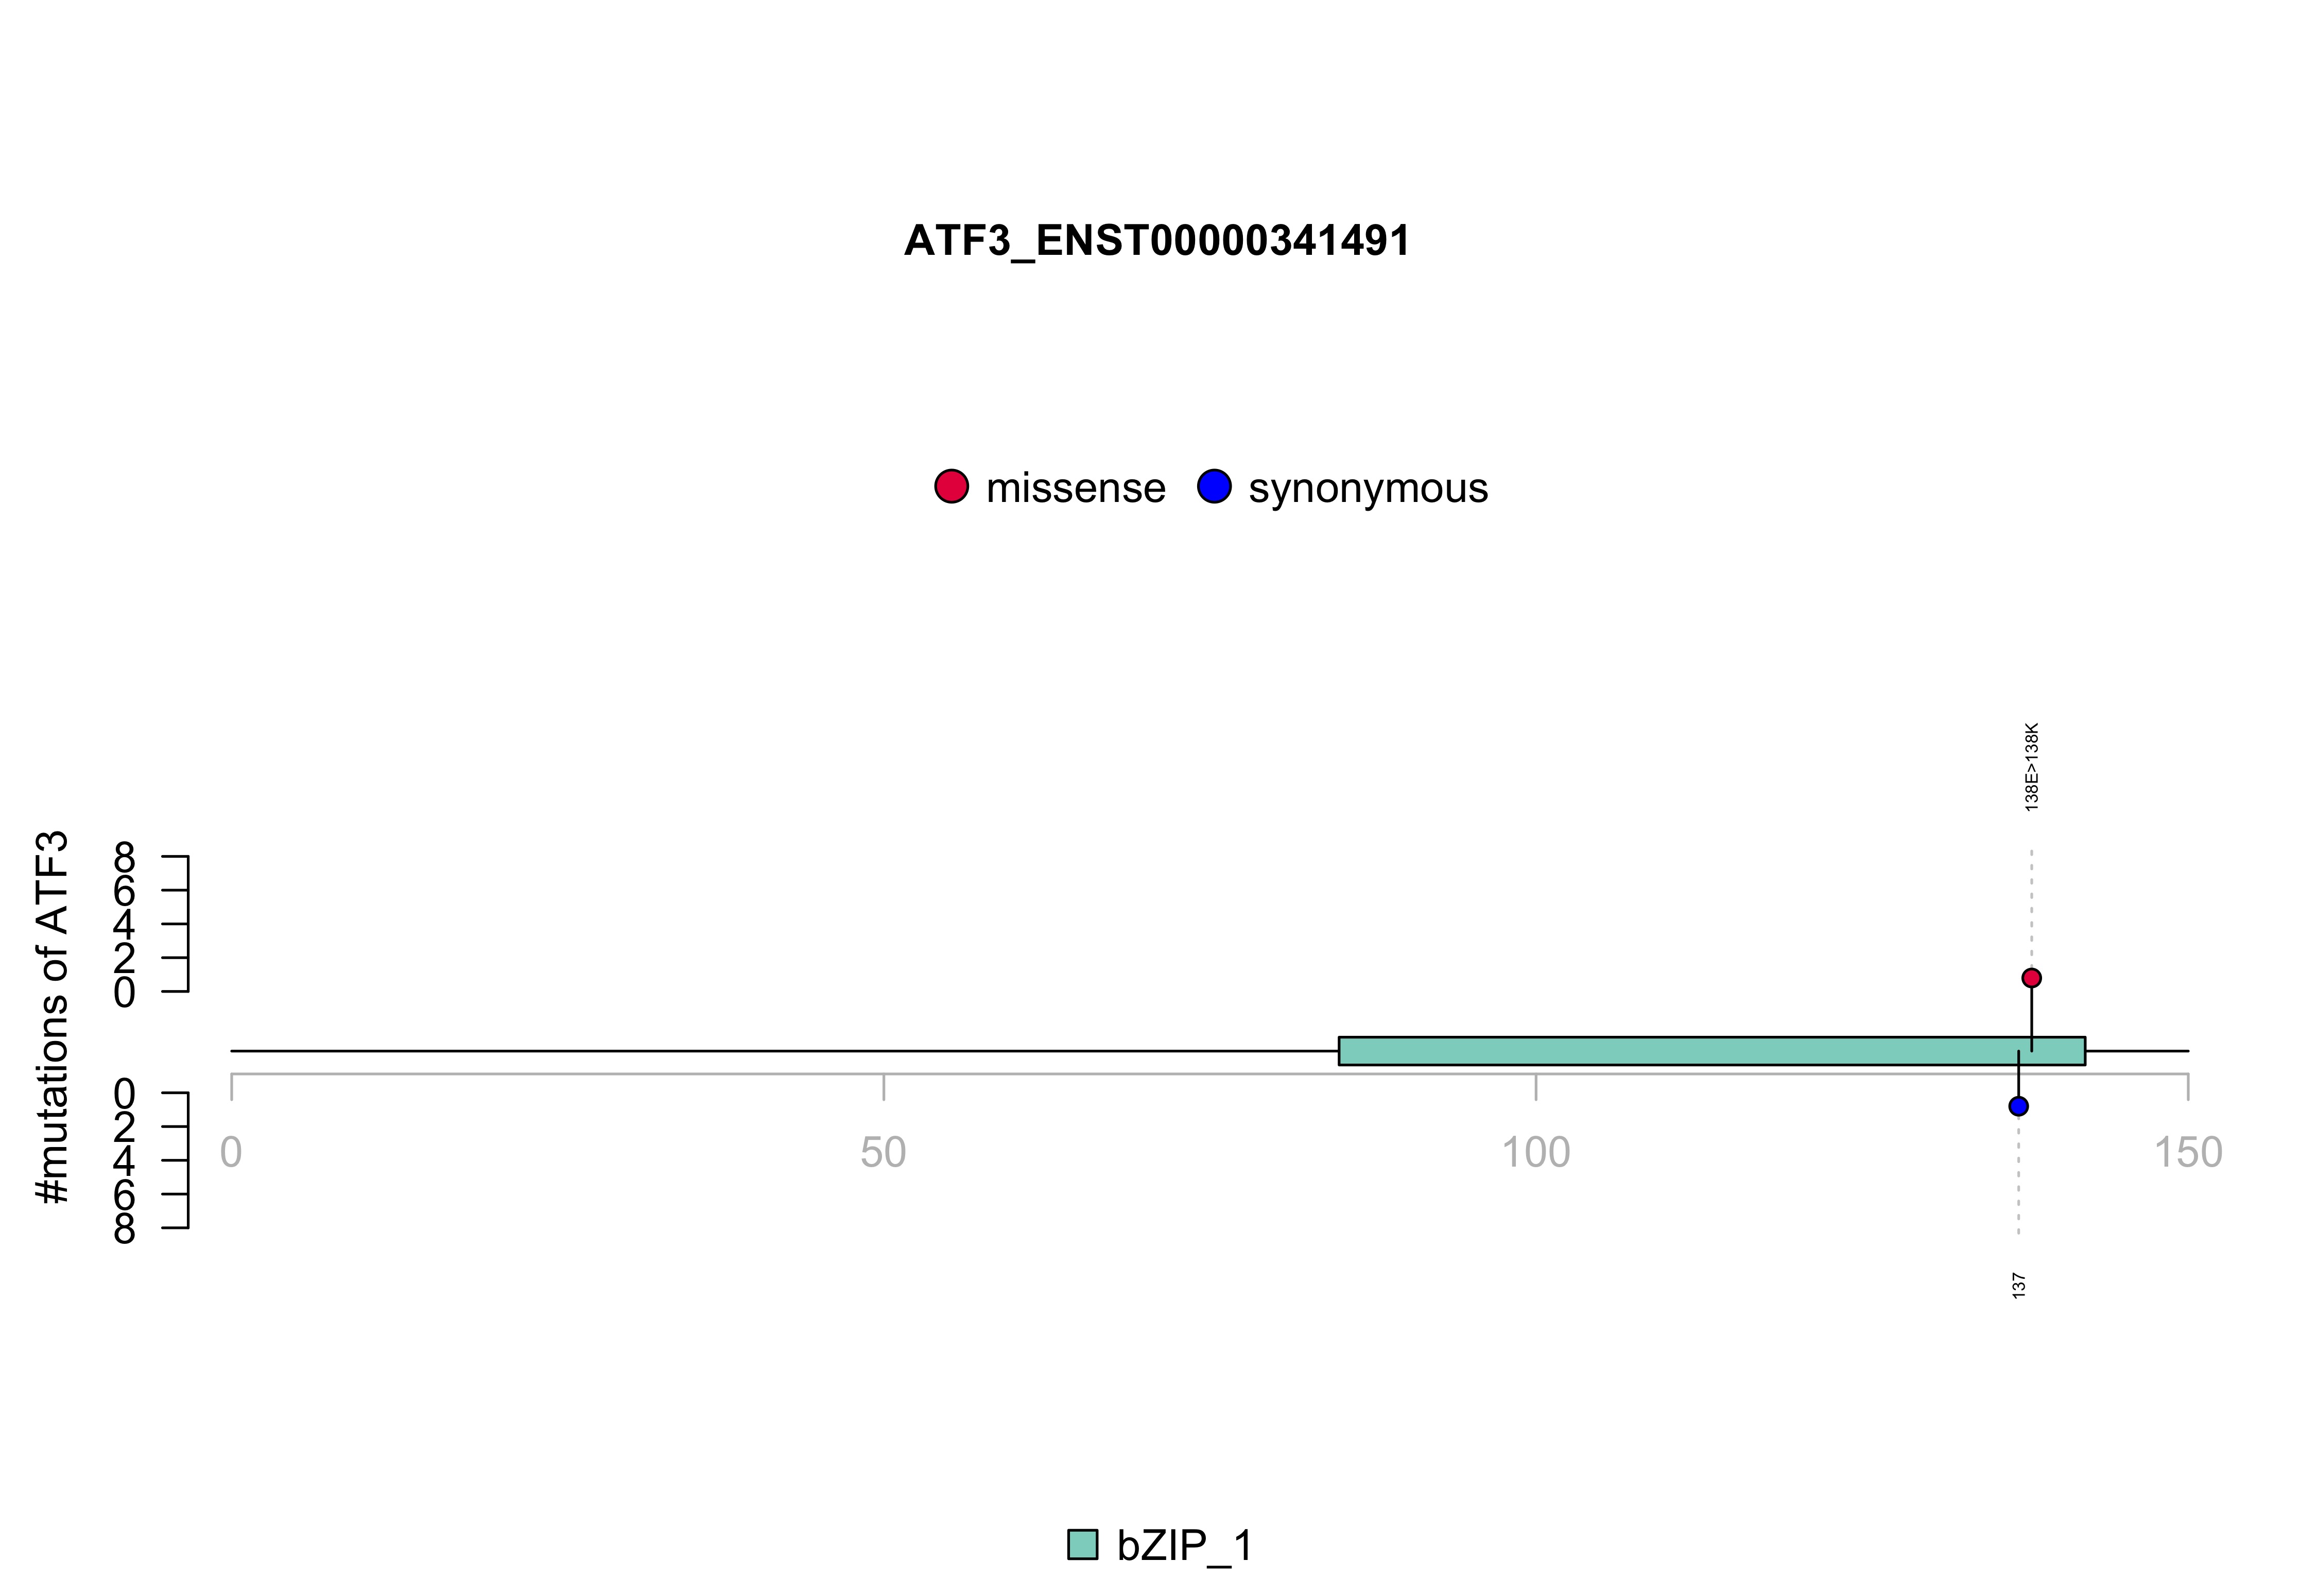 ATF3_ENST00000341491
missense
synonymous
138E>138K
#mutations of ATF3
8
6
4
2
0
0
2
4
6
8
0
50
100
150
137
bZIP_1